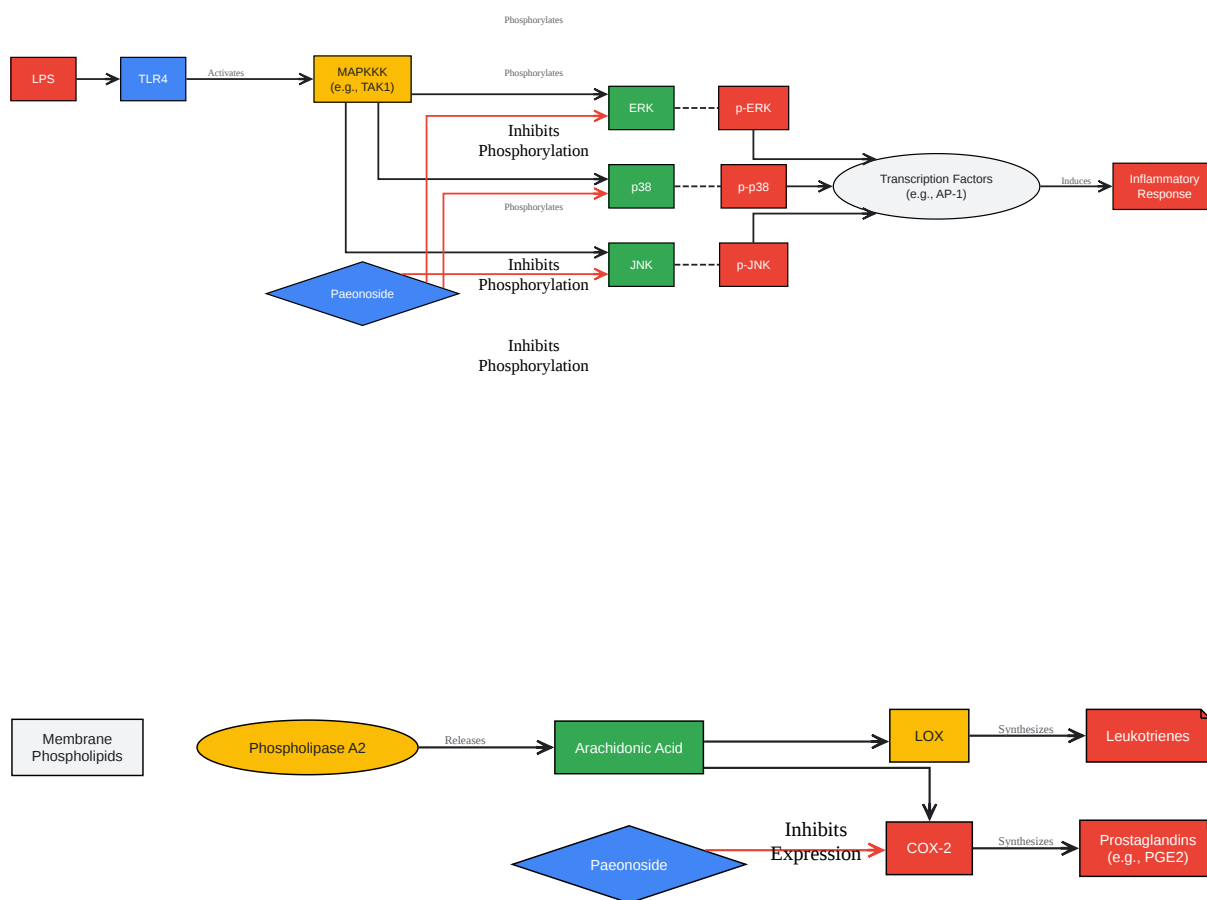 Phosphorylates
LPS
TLR4
Activates
MAPKKK
(e.g., TAK1)
Phosphorylates
ERK
p-ERK
Inhibits
Phosphorylation
p38
p-p38
Transcription Factors
(e.g., AP-1)
Induces
Inflammatory
Response
Phosphorylates
JNK
p-JNK
Inhibits
Phosphorylation
Paeonoside
Inhibits
Phosphorylation
Membrane
Phospholipids
Phospholipase A2
Releases
Arachidonic Acid
LOX
Synthesizes
Leukotrienes
Paeonoside
Inhibits
Expression
COX-2
Synthesizes
Prostaglandins
(e.g., PGE2)